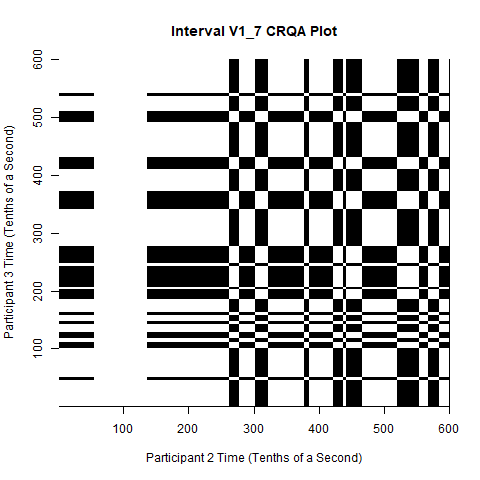 Interval V1_7 CRQA Plot
Participant 3 Time (Tenths of a Second)
600
500
400
300
200
100
100 200 300 400 500 600
Participant 2 Time (Tenths of a Second)